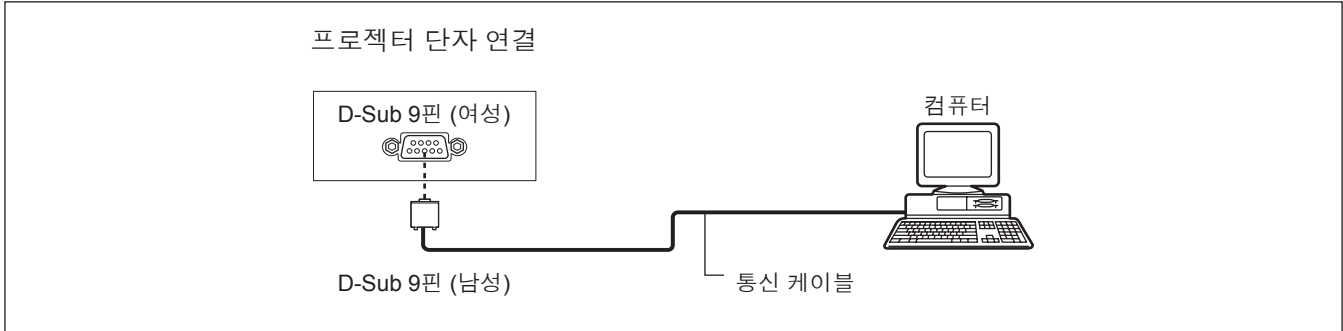 프로젝터 단자 연결
D-Sub 9핀 (여성)
컴퓨터
D-Sub 9핀 (남성)
통신 케이블